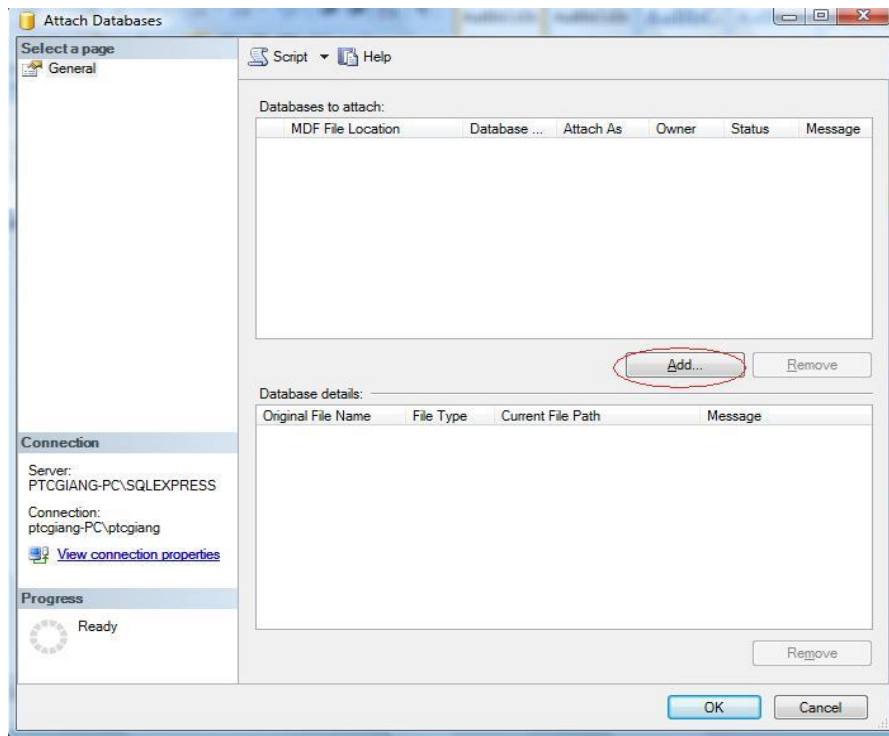 Attach Databases
Select a page
General
Script Help
Databases to attach:
MDF File Location Database ... Attach As Owner Status Message
Add... Remove
Database details:
Original File Name File Type Current File Path Message
Connection
Server:
PTCGIANG-PC\SQLEXPRESS
Connection:
ptcgiang-PC\ptcgiang
View connection properties
Progress
Ready
Remove
OK Cancel